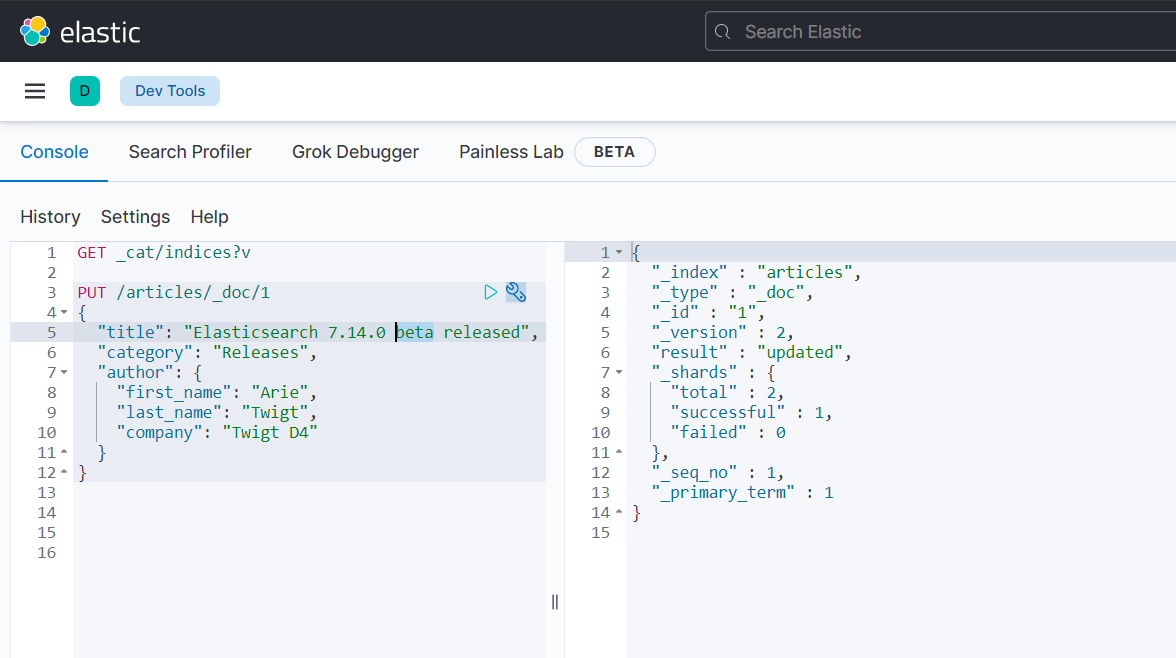 elastic
Search Elastic
D
Dev Tools
Console Search Profiler Grok Debugger Painless Lab BETA
History Settings Help
1 GET _cat/indices?v
2
3 PUT /articles/_doc/1
4 {
5 "title": "Elasticsearch 7.14.0 beta released",
6 "category": "Releases",
7 "author": {
8 "first_name": "Arie",
9 "last_name": "Twigt",
10 "company": "Twigt D4"
11 }
12 }
13
14
15
16
1 {
2 "_index" : "articles",
3 "_type" : "_doc",
4 "_id" : "1",
5 "_version" : 2,
6 "result" : "updated",
7 "_shards" : {
8 "total" : 2,
9 "successful" : 1,
10 "failed" : 0
11 },
12 "_seq_no" : 1,
13 "_primary_term" : 1
14 }
15